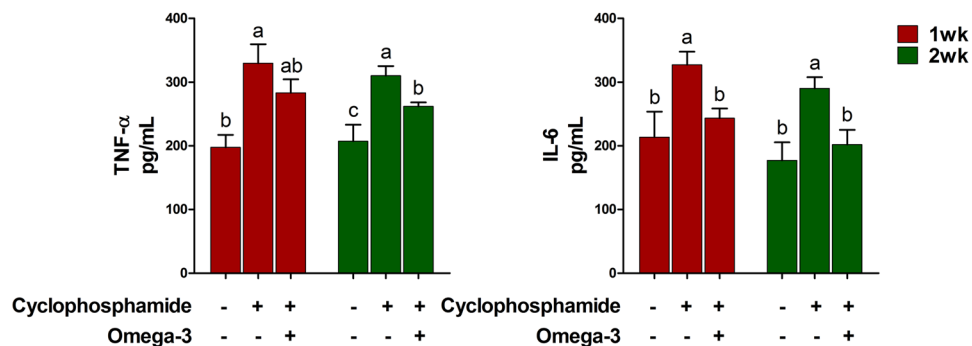 400
300
200
100
0
TNF-α
pg/mL
b
a
ab
c
a
b
Cyclophosphamide - + + - + +
Omega-3 - - + - - +
400
300
200
100
0
IL-6
pg/mL
b
a
b
b
a
b
Cyclophosphamide - + + - + +
Omega-3 - - + - - +
1wk
2wk